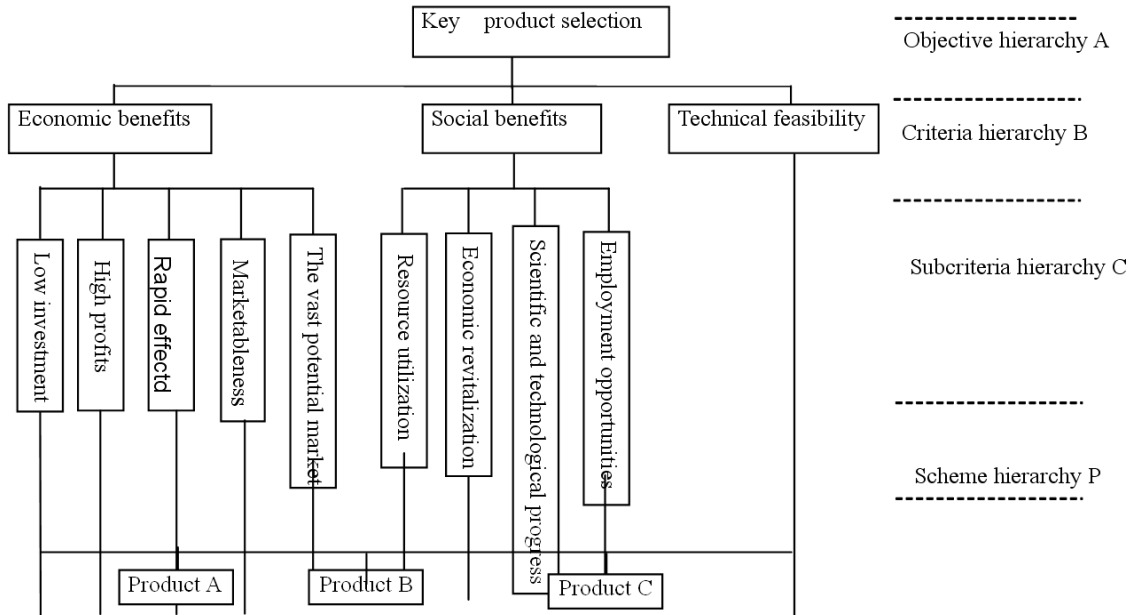 Key product selection
Objective hierarchy A
Economic benefits
Social benefits
Technical feasibility
Criteria hierarchy B
Low investment
High profits
Rapid effectd
Marketableness
The vast potential market
Resource utilization
Economic revitalization
Scientific and technological progress
Employment opportunities
Subcriteria hierarchy C
Scheme hierarchy P
Product A
Product B
Product C